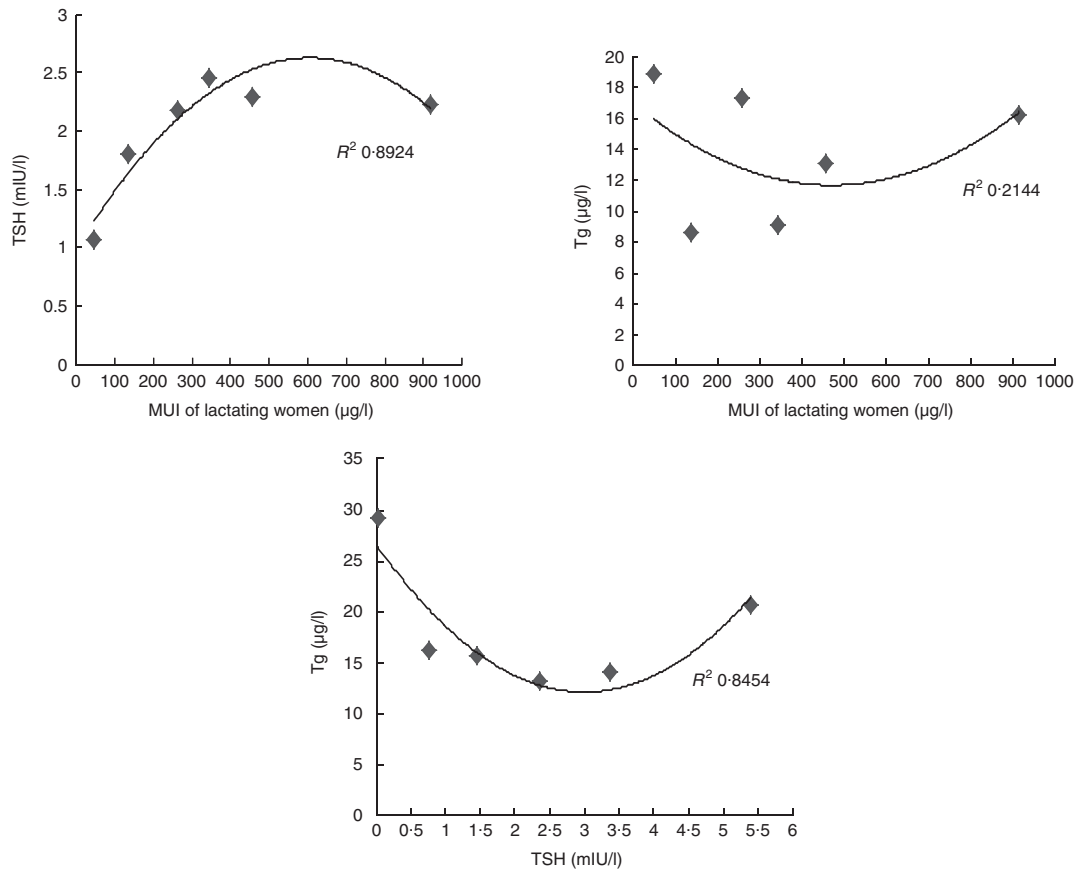 3
2.5
2
1.5
1
0.5
0
TSH (mIU/l)
R² 0·8924
0 100 200 300 400 500 600 700 800 900 1000
MUI of lactating women (µg/l)
20
18
16
14
12
10
8
6
4
2
0
Tg (µg/l)
R² 0·2144
0 100 200 300 400 500 600 700 800 900 1000
MUI of lactating women (µg/l)
35
30
25
20
15
10
5
0
Tg (µg/l)
R² 0·8454
0 0·5 1 1·5 2 2·5 3 3·5 4 4·5 5 5·5 6
TSH (mIU/l)